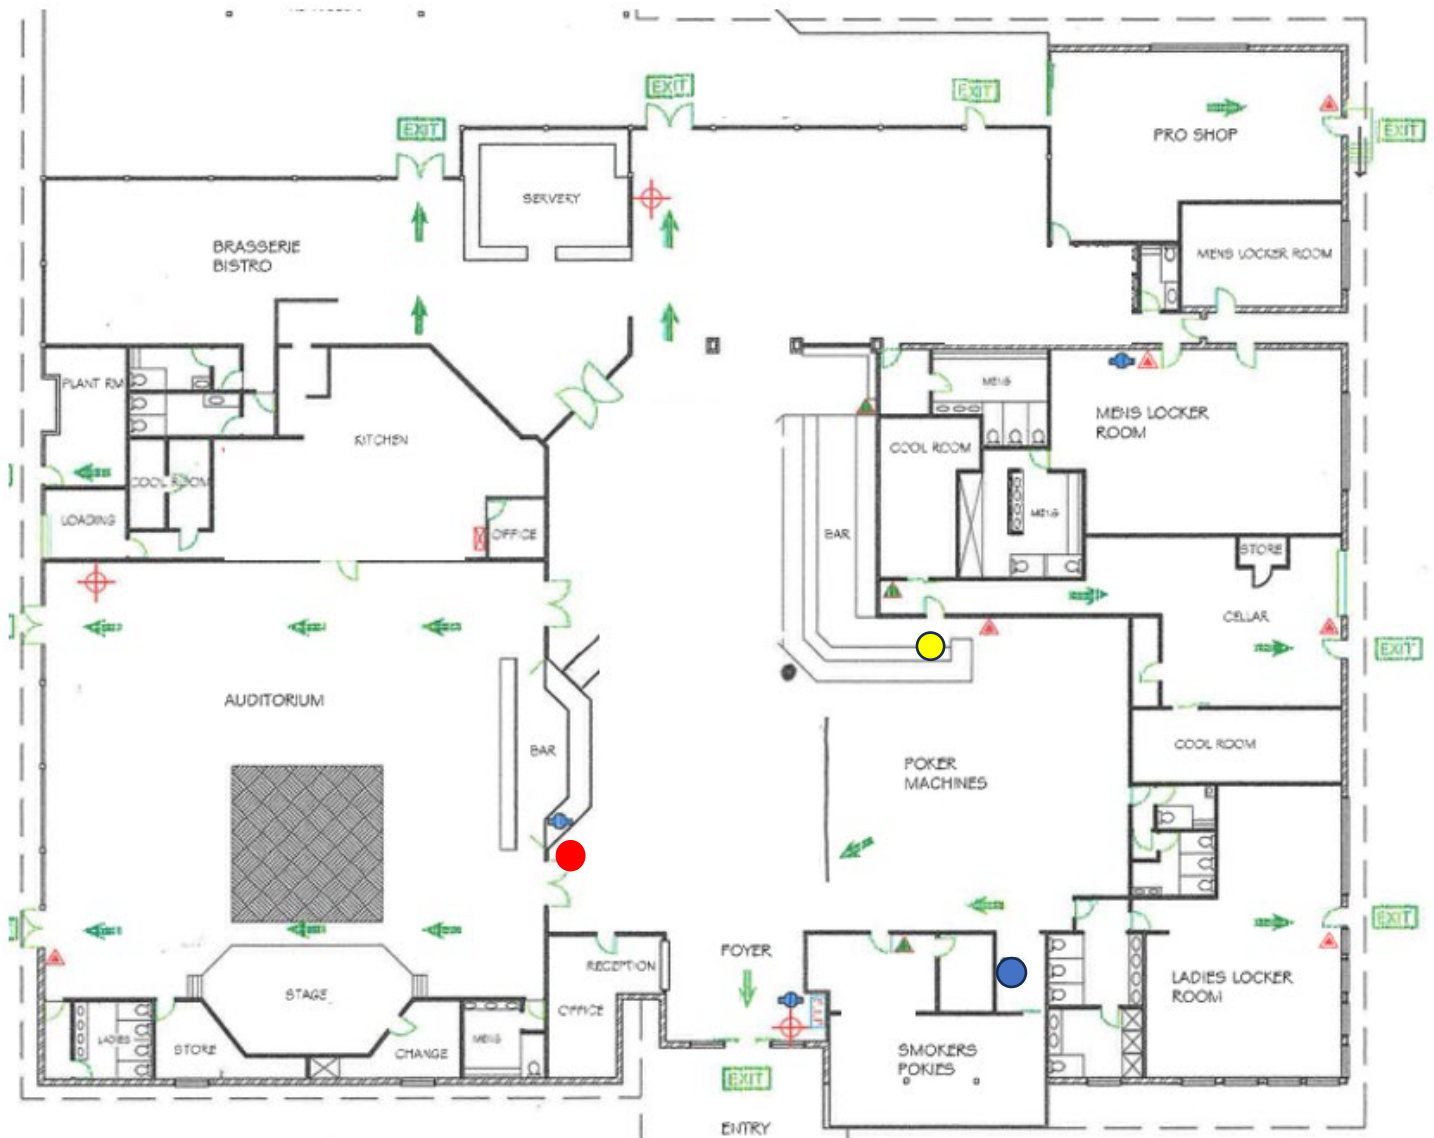 EXIT
EXIT
EXIT
PRO SHOP
EXIT
SERVERY
BRASSERIE
BISTRO
MENS LOCKER ROOM
PLANT RM
KITCHEN
MENS
MENS LOCKER
ROOM
COOL ROOM
COOL ROOM
LOADING
OFFICE
BAR
MENS
STORE
CELLAR
EXIT
AUDITORIUM
BAR
POKER
MACHINES
COOL ROOM
EXIT
FOYER
RECEPTION
STAGE
OFFICE
LADIES LOCKER
ROOM
LADIES
STORE
CHANGE
MENS
SMOKERS
POKIES
EXIT
ENTRY